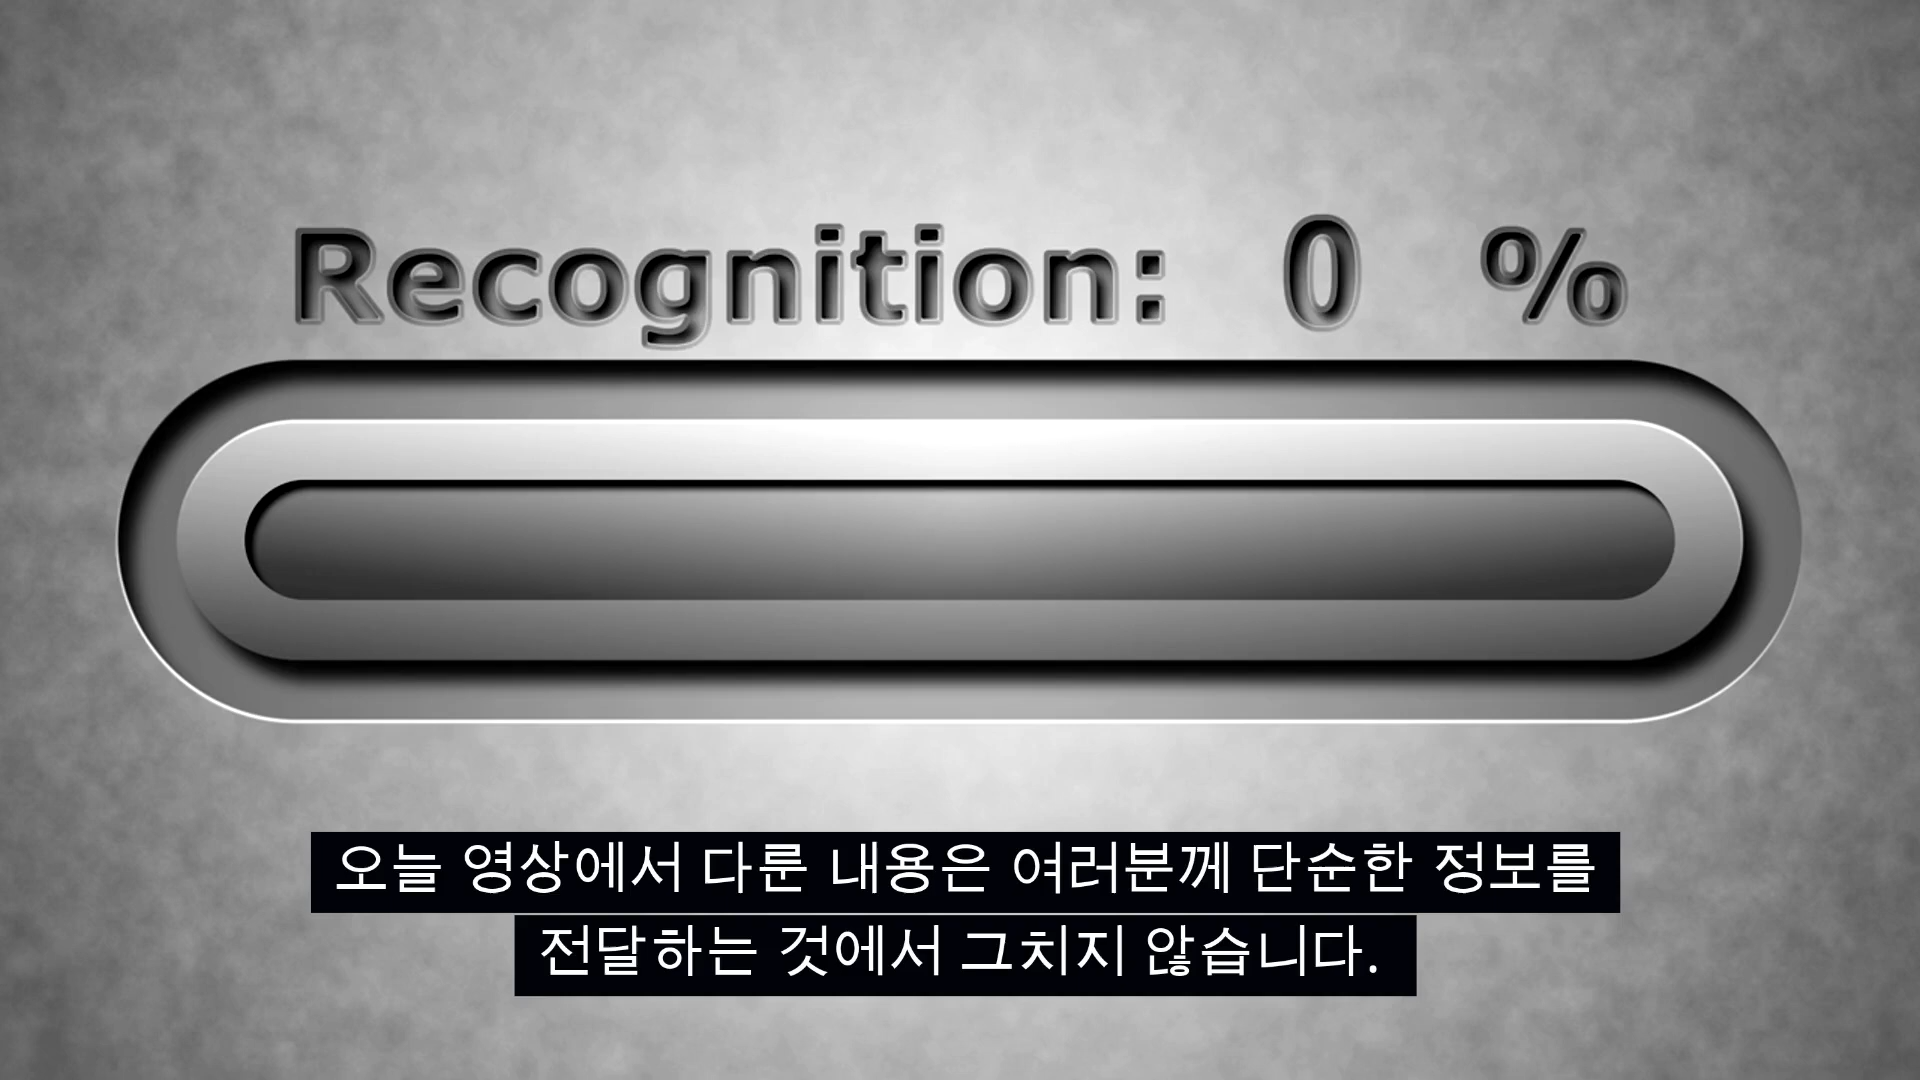 Recognition: 0 %
오늘 영상에서 다룬 내용은 여러분께 단순한 정보를
전달하는 것에서 그치지 않습니다.